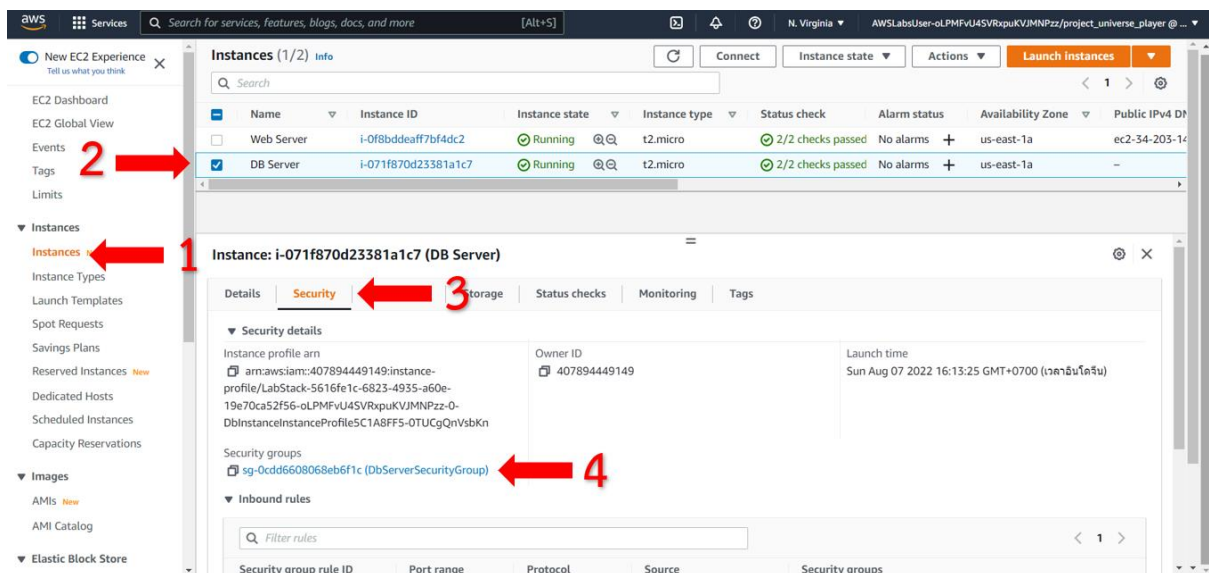 aws Services Search for services, features, blogs, docs, and more [Alt+S] N. Virginia ▼ AWSLabsUser-oLPMFvU4SVRxpuKVJMNPzz/project_universe_player @ ... ▼
New EC2 Experience
Tell us what you think
EC2 Dashboard
EC2 Global View
Events
Tags
Limits
▼ Instances
Instances
Instance Types
Launch Templates
Spot Requests
Savings Plans
Reserved Instances New
Dedicated Hosts
Scheduled Instances
Capacity Reservations
▼ Images
AMIs New
AMI Catalog
▼ Elastic Block Store
2
1
Instances (1/2) Info
Connect Instance state ▼ Actions ▼ Launch instances ▼
Search
1
Name Instance ID Instance state Instance type Status check Alarm status Availability Zone Public IPv4 DN
Web Server i-0f8bddeaff7bf4dc2 Running t2.micro 2/2 checks passed No alarms + us-east-1a ec2-34-203-14
DB Server i-071f870d23381a1c7 Running t2.micro 2/2 checks passed No alarms + us-east-1a –
Instance: i-071f870d23381a1c7 (DB Server)
Details Security 3 Storage Status checks Monitoring Tags
▼ Security details
Instance profile arn
arn:aws:iam::407894449149:instance-
profile/LabStack-5616fe1c-6823-4935-a60e-
19e70ca52f56-oLPMFvU4SVRxpuKVJMNPzz-0-
DbInstanceInstanceProfile5C1A8FF5-0TUCgQnVsbKn
Owner ID
407894449149
Launch time
Sun Aug 07 2022 16:13:25 GMT+0700 (เวลาอินโดจีน)
Security groups
sg-0cdd6608068eb6f1c (DbServerSecurityGroup) 4
▼ Inbound rules
Filter rules
1
Security group rule ID Port range Protocol Source Security groups